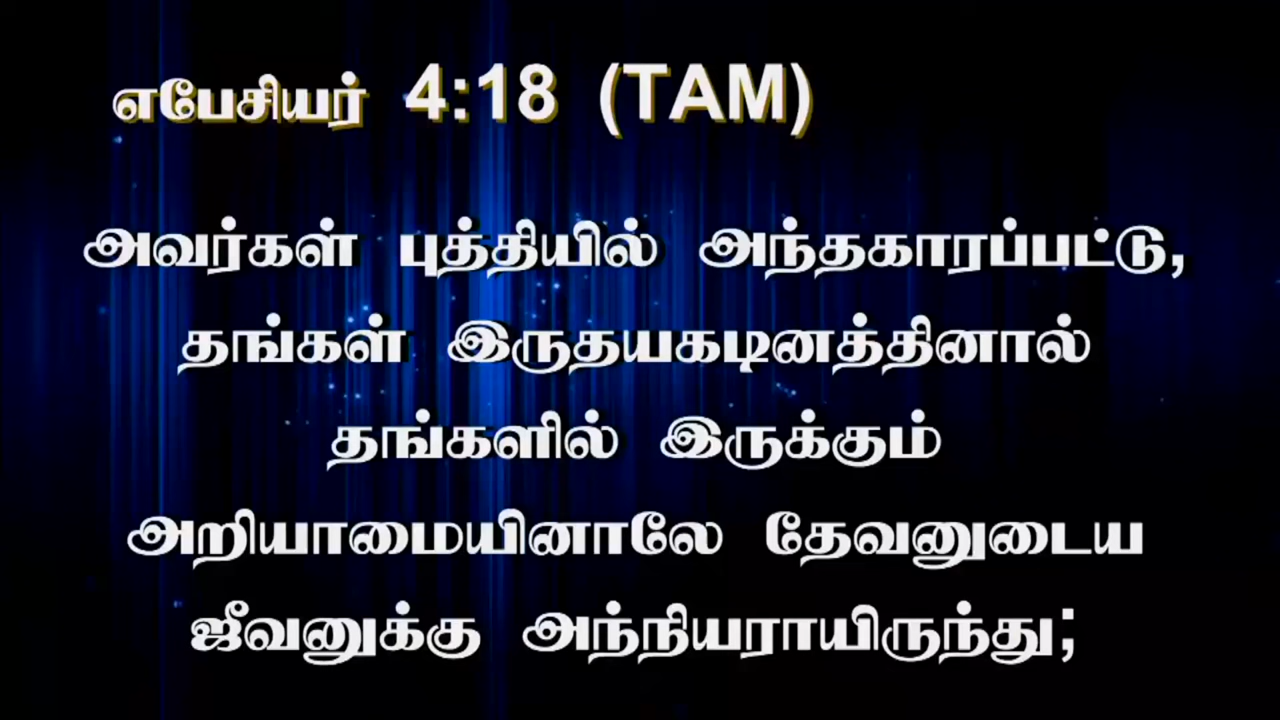 எபேசியர் 4:18 (TAM)
அவர்கள் புத்தியில் அந்தகாரப்பட்டு,
தங்கள் இருதயகடினத்தினால்
தங்களில் இருக்கும்
அறியாமையினாலே தேவனுடைய
ஜீவனுக்கு அந்நியராயிருந்து;